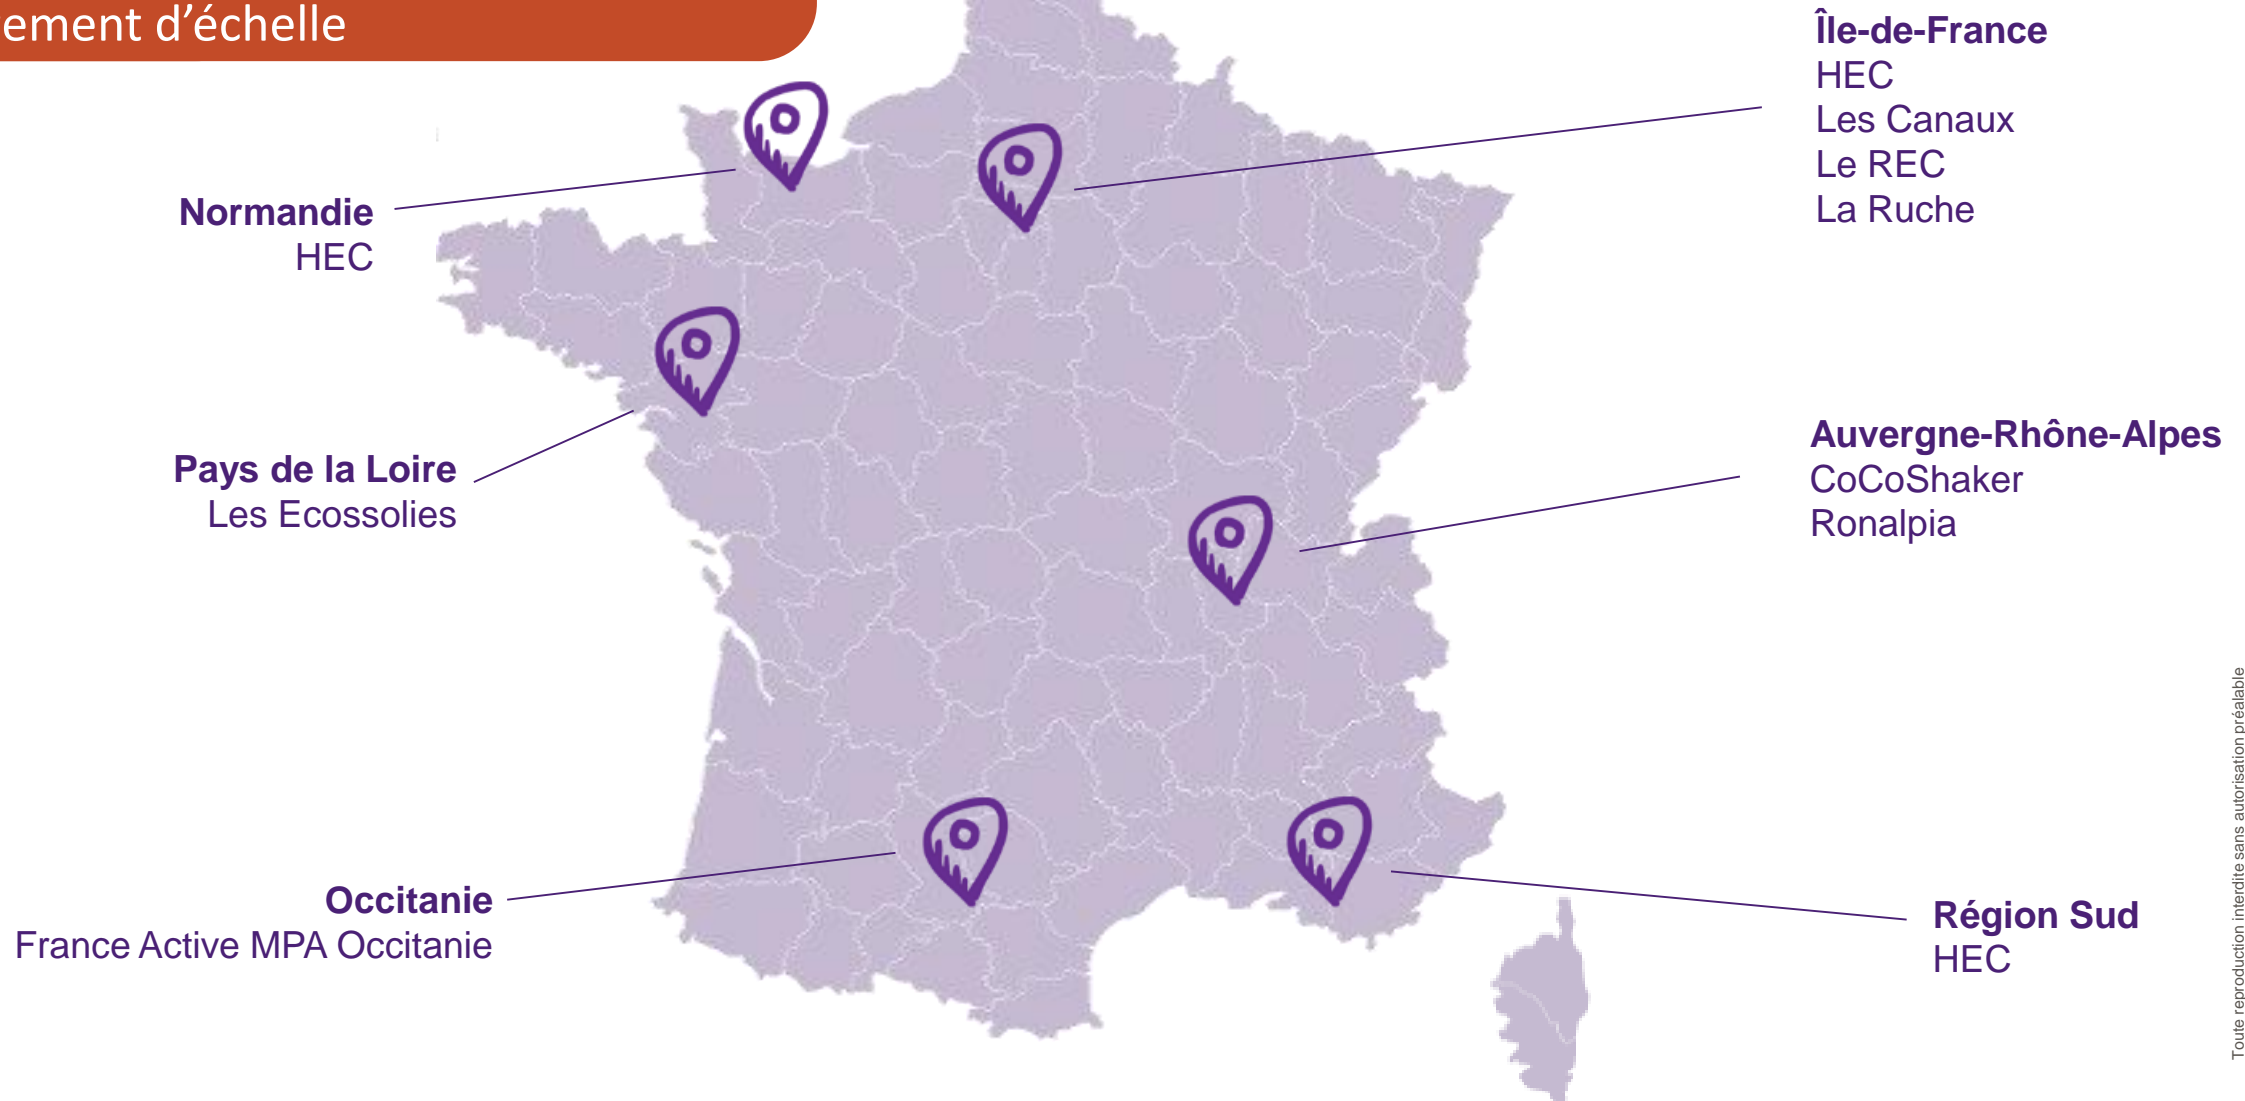 ement d'échelle
Île-de-France
HEC
Les Canaux
Le REC
La Ruche
Normandie
HEC
Pays de la Loire
Les Ecossolies
Auvergne-Rhône-Alpes
CoCoShaker
Ronalpia
Occitanie
France Active MPA Occitanie
Région Sud
HEC
Toute reproduction interdite sans autorisation préalable